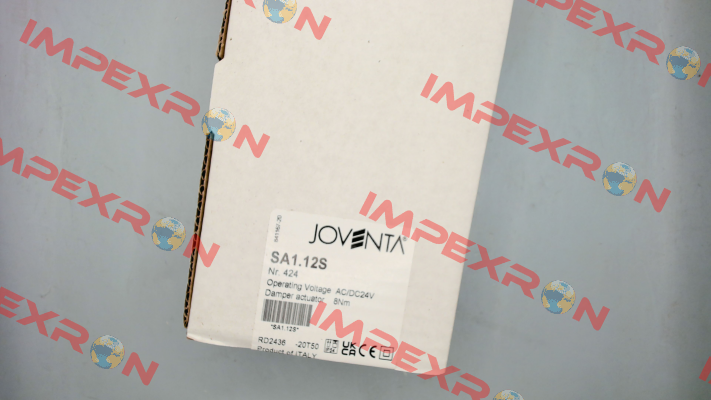 JOVENTA
SA1.12S
Nr. 424
Operating Voltage AC/DC24V
Damper actuator 8Nm
*SA1.12S*
RD2436 -20T50 UK CA CE
Product of ITALY
IMPEXRON
IMPEXRON
IMPEXRON
IMPEXRON
IMPEXRON
IMPEXRON
IMPEXRON
IMPEXRON